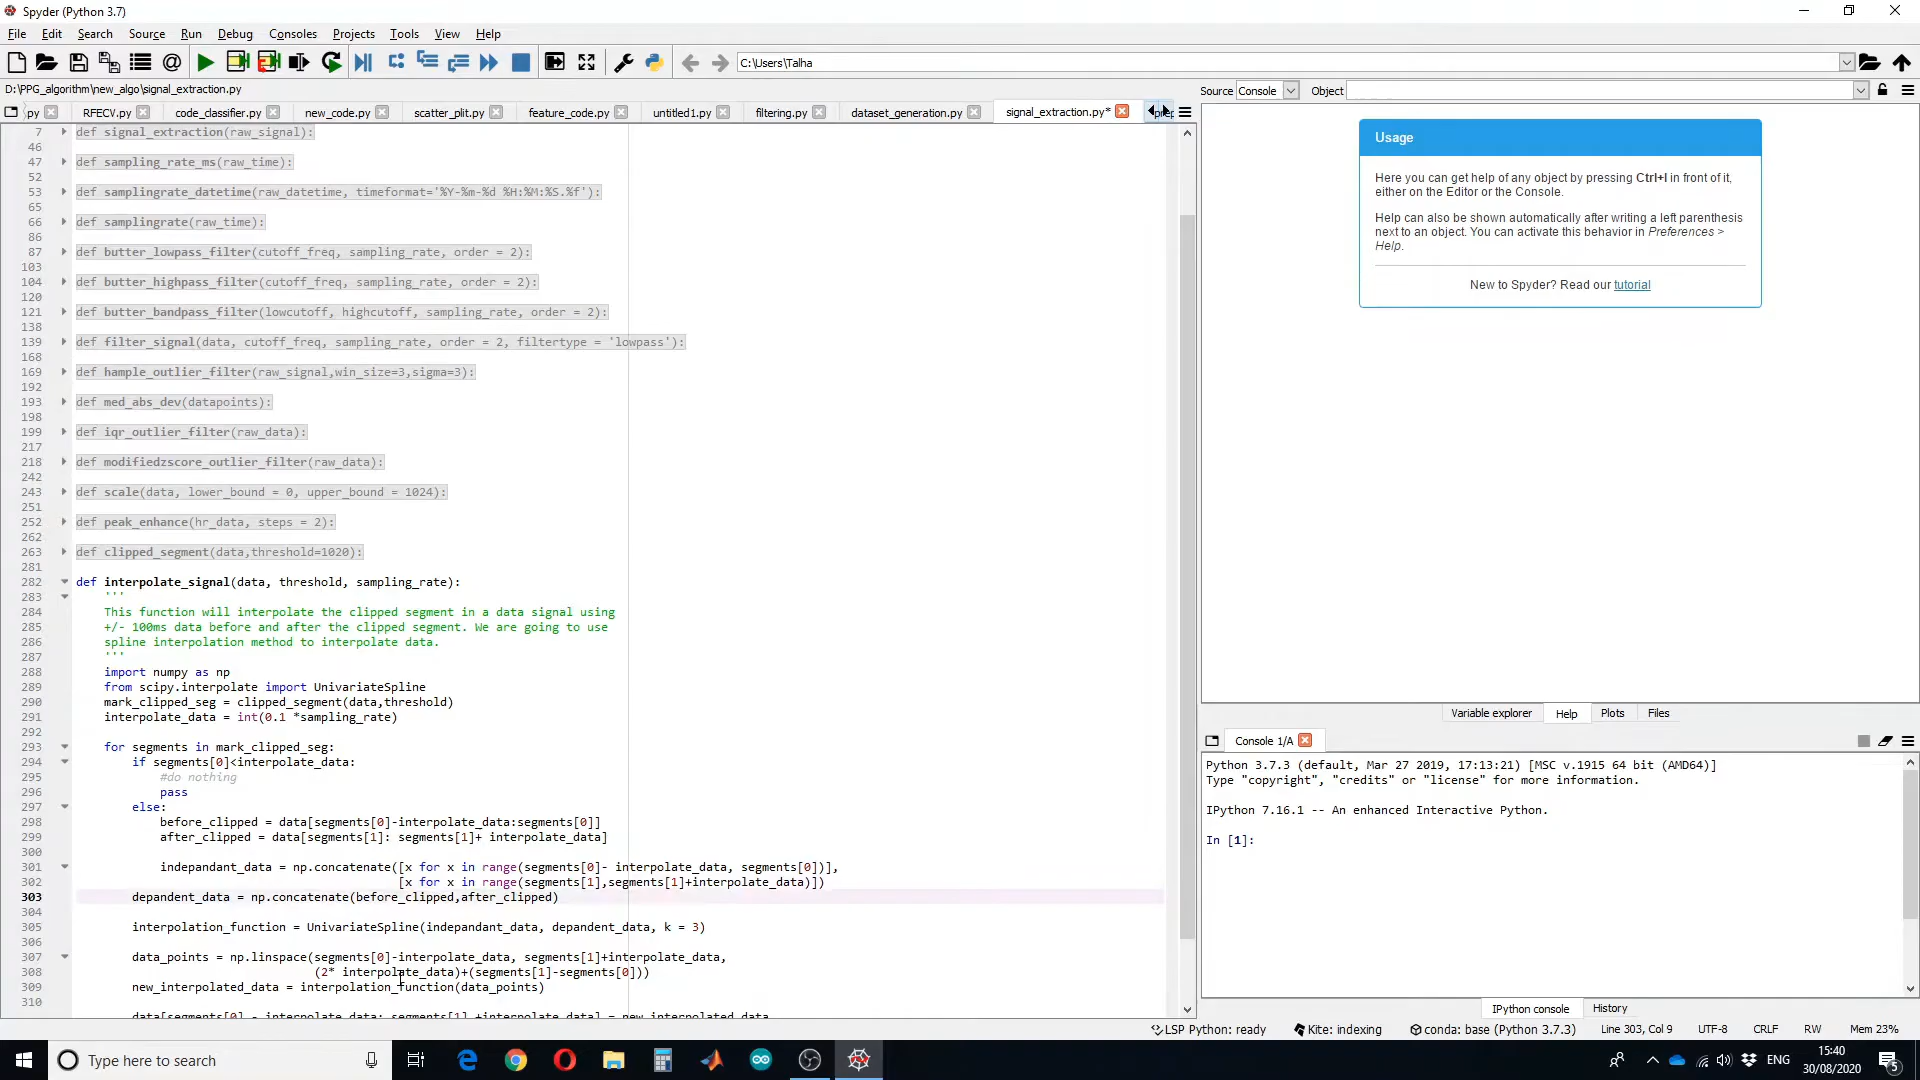 Spyder (Python 3.7)
File Edit Search Source Run Debug Consoles Projects Tools View Help
C:\Users\Talha
D:\PPG_algorithm\new_algo\signal_extraction.py
.py RFECV.py code_classifier.py new_code.py scatter_plit.py feature_code.py untitled1.py filtering.py dataset_generation.py signal_extraction.py*
7 def signal_extraction(raw_signal):
46
47 def sampling_rate_ms(raw_time):
52
53 def samplingrate_datetime(raw_datetime, timeformat='%Y-%m-%d %H:%M:%S.%f'):
65
66 def samplingrate(raw_time):
86
87 def butter_lowpass_filter(cutoff_freq, sampling_rate, order = 2):
103
104 def butter_highpass_filter(cutoff_freq, sampling_rate, order = 2):
120
121 def butter_bandpass_filter(lowcutoff, highcutoff, sampling_rate, order = 2):
138
139 def filter_signal(data, cutoff_freq, sampling_rate, order = 2, filtertype = 'lowpass'):
168
169 def hample_outlier_filter(raw_signal,win_size=3,sigma=3):
192
193 def med_abs_dev(datapoints):
198
199 def iqr_outlier_filter(raw_data):
217
218 def modifiedzscore_outlier_filter(raw_data):
242
243 def scale(data, lower_bound = 0, upper_bound = 1024):
251
252 def peak_enhance(hr_data, steps = 2):
262
263 def clipped_segment(data,threshold=1020):
281
282 def interpolate_signal(data, threshold, sampling_rate):
283 '''
284 This function will interpolate the clipped segment in a data signal using
285 +/- 100ms data before and after the clipped segment. We are going to use
286 spline interpolation method to interpolate data.
287 '''
288 import numpy as np
289 from scipy.interpolate import UnivariateSpline
290 mark_clipped_seg = clipped_segment(data,threshold)
291 interpolate_data = int(0.1 *sampling_rate)
292
293 for segments in mark_clipped_seg:
294 if segments[0]<interpolate_data:
295 #do nothing
296 pass
297 else:
298 before_clipped = data[segments[0]-interpolate_data:segments[0]]
299 after_clipped = data[segments[1]: segments[1]+ interpolate_data]
300
301 indepandant_data = np.concatenate([x for x in range(segments[0]- interpolate_data, segments[0])],
302 [x for x in range(segments[1],segments[1]+interpolate_data)])
303 depandent_data = np.concatenate(before_clipped,after_clipped)
304
305 interpolation_function = UnivariateSpline(indepandant_data, depandent_data, k = 3)
306
307 data_points = np.linspace(segments[0]-interpolate_data, segments[1]+interpolate_data,
308 (2* interpolate_data)+(segments[1]-segments[0]))
309 new_interpolated_data = interpolation_function(data_points)
310
data[segments[0] - interpolate_data: segments[1] +interpolate_data] = new_interpolated_data
Source Console Object
Usage
Here you can get help of any object by pressing Ctrl+I in front of it,
either on the Editor or the Console.
Help can also be shown automatically after writing a left parenthesis
next to an object. You can activate this behavior in Preferences >
Help.
New to Spyder? Read our tutorial
Variable explorer Help Plots Files
Console 1/A
Python 3.7.3 (default, Mar 27 2019, 17:13:21) [MSC v.1915 64 bit (AMD64)]
Type "copyright", "credits" or "license" for more information.
IPython 7.16.1 -- An enhanced Interactive Python.
In [1]:
IPython console History
LSP Python: ready Kite: indexing conda: base (Python 3.7.3) Line 303, Col 9 UTF-8 CRLF RW Mem 23%
Type here to search
ENG
15:40
30/08/2020
5